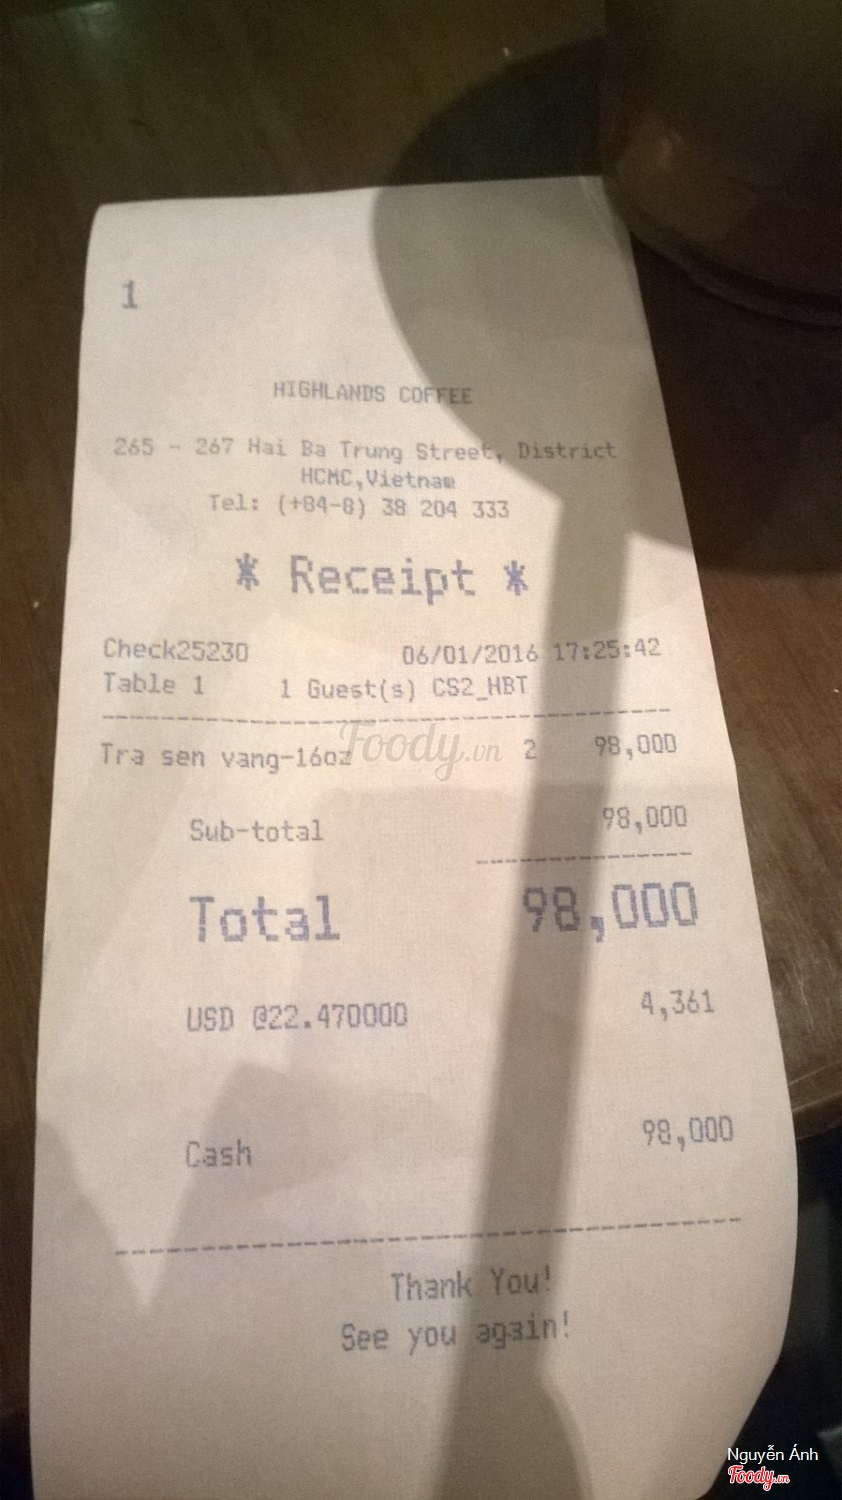 1
HIGHLANDS COFFEE
265 - 267 Hai Ba Trung Street, District
HCMC,Vietnam
Tel: (+84-8) 38 204 333
* Receipt *
Check25230 06/01/2016 17:25:42
Table 1 1 Guest(s) CS2_HBT
Tra sen vang-16oz 2 98,000
Foody.vn
Sub-total 98,000
Total 98,000
USD @22.470000 4,361
Cash 98,000
Thank You!
See you again!
Nguyễn Ánh
Foody.vn